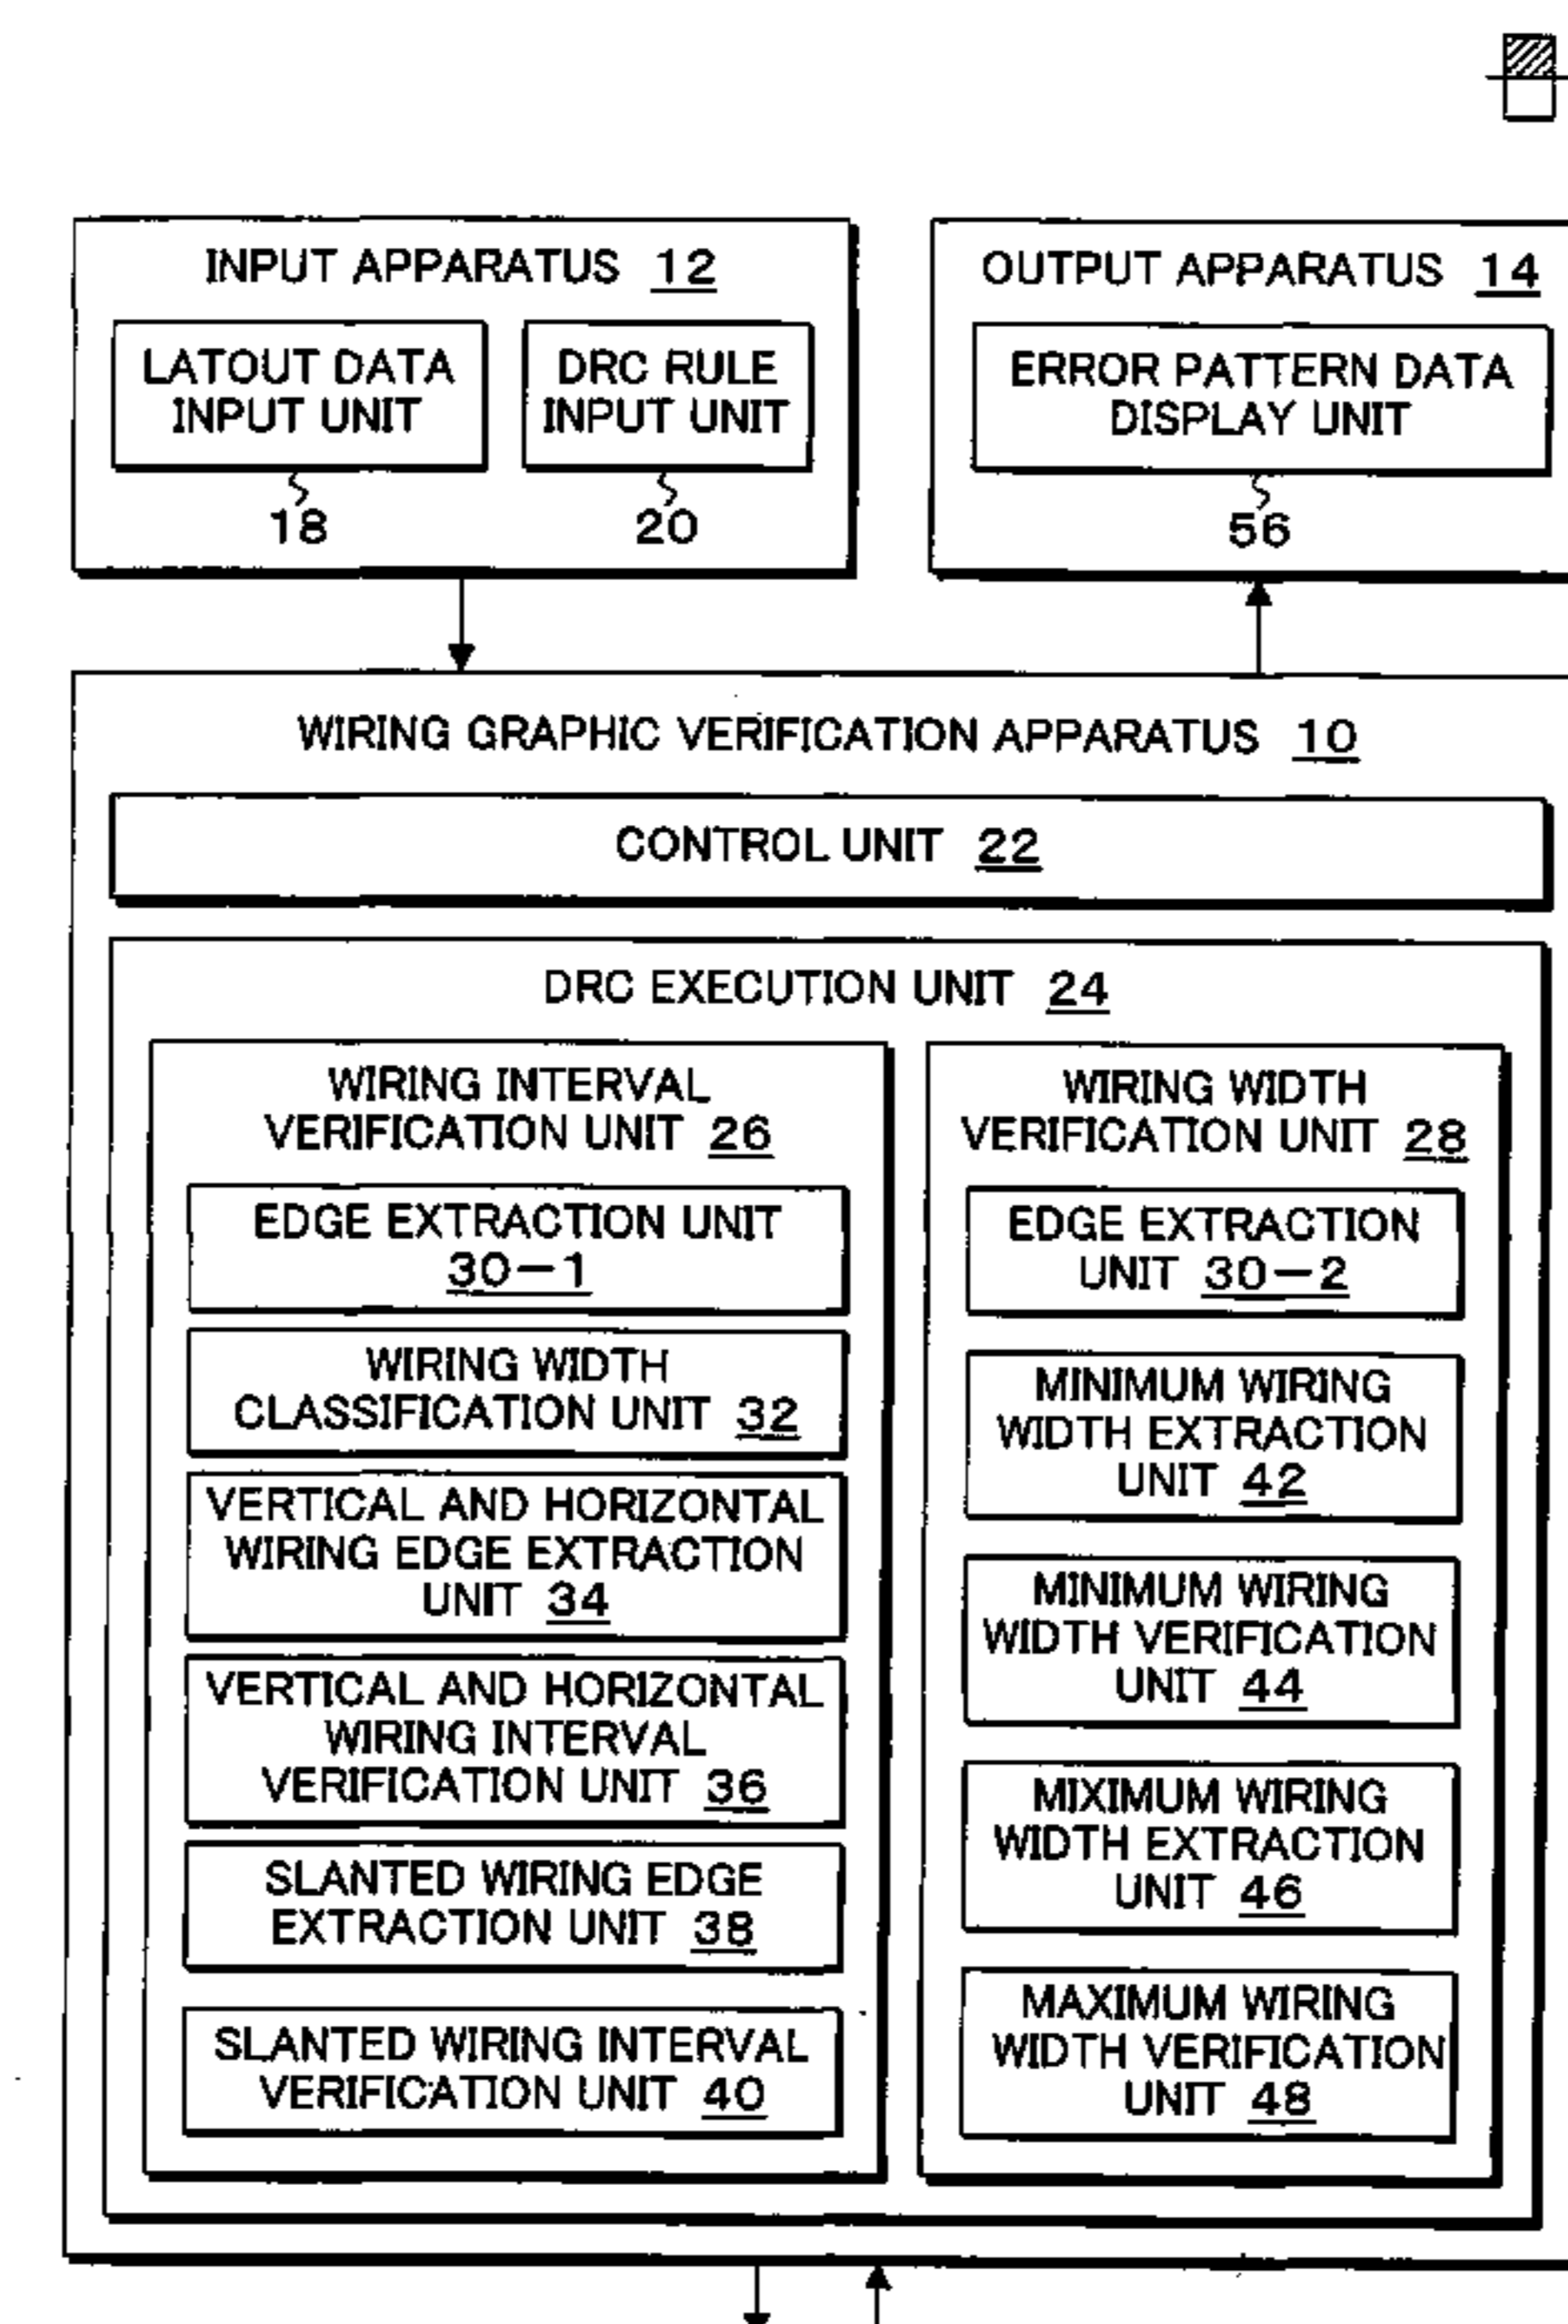 INPUT APPARATUS 12
LATOUT DATA
INPUT UNIT
18
DRC RULE
INPUT UNIT
20
OUTPUT APPARATUS 14
ERROR PATTERN DATA
DISPLAY UNIT
56
WIRING GRAPHIC VERIFICATION APPARATUS 10
CONTROL UNIT 22
DRC EXECUTION UNIT 24
WIRING INTERVAL
VERIFICATION UNIT 26
EDGE EXTRACTION UNIT
30-1
WIRING WIDTH
CLASSIFICATION UNIT 32
VERTICAL AND HORIZONTAL
WIRING EDGE EXTRACTION
UNIT 34
VERTICAL AND HORIZONTAL
WIRING INTERVAL
VERIFICATION UNIT 36
SLANTED WIRING EDGE
EXTRACTION UNIT 38
SLANTED WIRING INTERVAL
VERIFICATION UNIT 40
WIRING WIDTH
VERIFICATION UNIT 28
EDGE EXTRACTION
UNIT 30-2
MINIMUM WIRING
WIDTH EXTRACTION
UNIT 42
MINIMUM WIRING
WIDTH VERIFICATION
UNIT 44
MIXIMUM WIRING
WIDTH EXTRACTION
UNIT 46
MAXIMUM WIRING
WIDTH VERIFICATION
UNIT 48